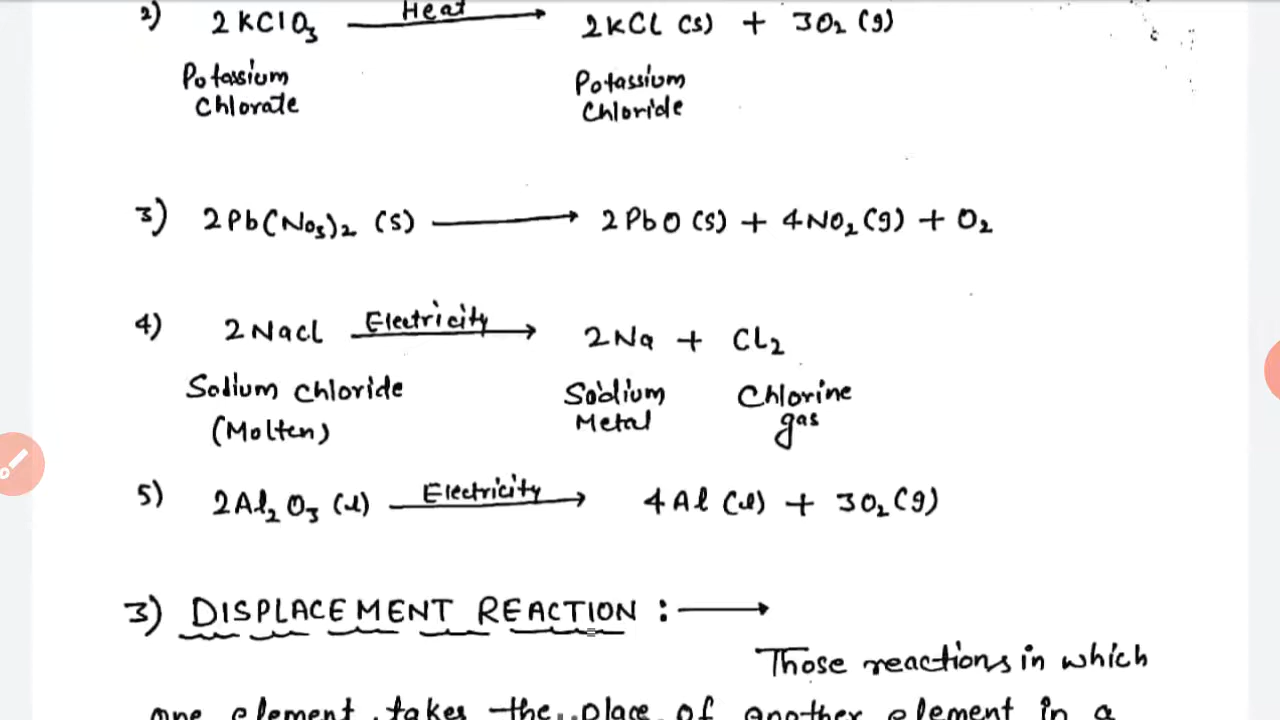 2) 2KClO₃ —Heat→ 2KCl (s) + 3O₂ (g)
Potassium Potassium
Chlorate Chloride
3) 2Pb(NO₃)₂ (s) ⟶ 2PbO (s) + 4NO₂ (g) + O₂
4) 2NaCl —Electricity→ 2Na + Cl₂
Sodium Chloride Sodium Chlorine
(Molten) Metal gas
5) 2Al₂O₃ (l) —Electricity→ 4Al (l) + 3O₂ (g)
3) DISPLACEMENT REACTION : ⟶
Those reactions in which
one element takes the place of another element in a